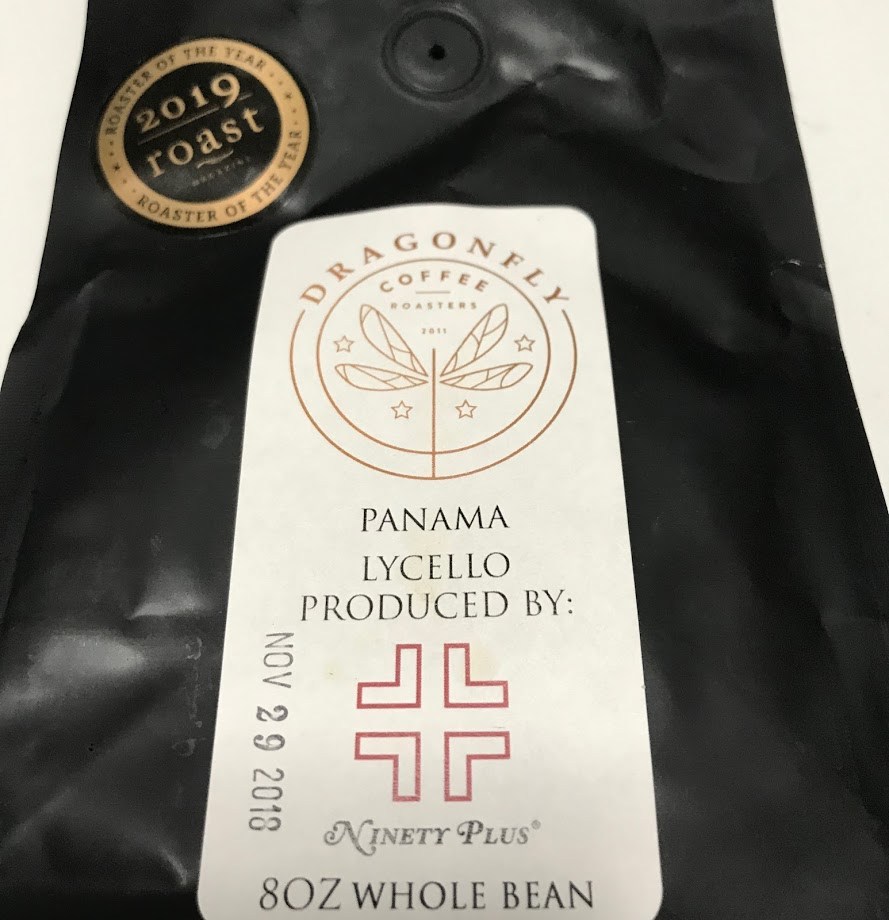 ROASTER OF THE YEAR
2019
roast
MAGAZINE
ROASTER OF THE YEAR
DRAGONFLY
COFFEE
ROASTERS
2011
PANAMA
LYCELLO
PRODUCED BY:
NOV 29 2018
NINETY PLUS®
8OZ WHOLE BEAN